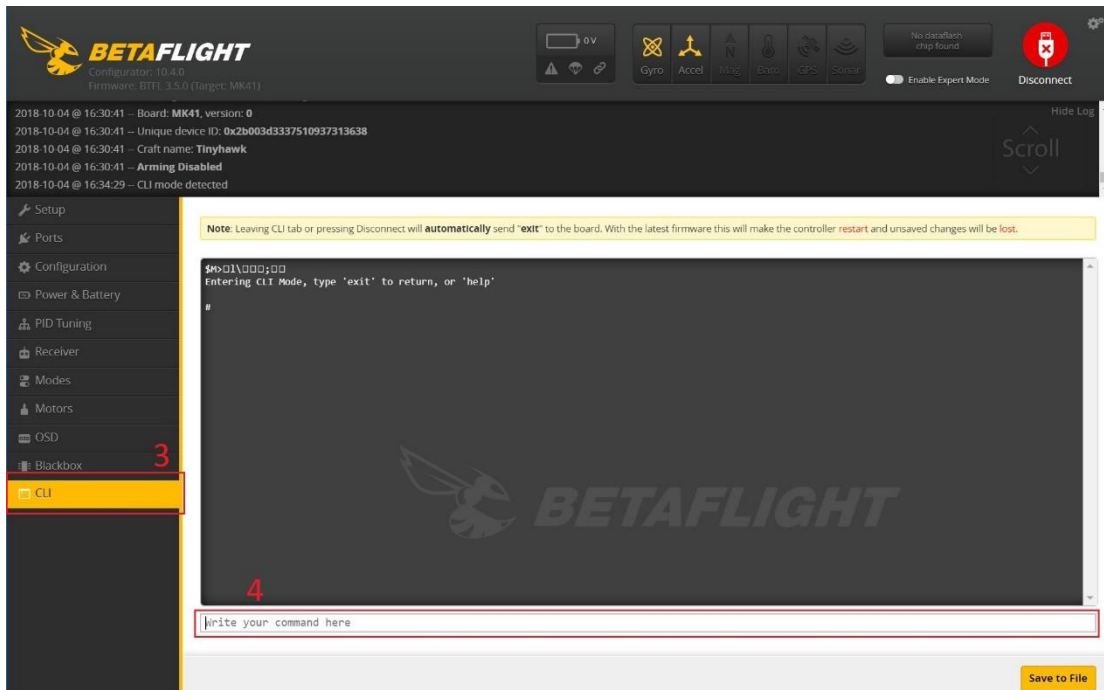 BETAFLIGHT
Configurator: 10.4.0
Firmware: BTFL 3.5.0 (Target: MK41)
0 V
Gyro Accel Mag Baro GPS Sonar
No dataflash
chip found
Enable Expert Mode
Disconnect
2018-10-04 @ 16:30:41 -- Board: MK41, version: 0
2018-10-04 @ 16:30:41 -- Unique device ID: 0x2b003d3337510937313638
2018-10-04 @ 16:30:41 -- Craft name: Tinyhawk
2018-10-04 @ 16:30:41 -- Arming Disabled
2018-10-04 @ 16:34:29 -- CLI mode detected
Hide Log
Scroll
Setup
Ports
Configuration
Power & Battery
PID Tuning
Receiver
Modes
Motors
OSD
Blackbox
3
CLI
Note: Leaving CLI tab or pressing Disconnect will automatically send "exit" to the board. With the latest firmware this will make the controller restart and unsaved changes will be lost.
$M>□l\□□□;□□
Entering CLI Mode, type 'exit' to return, or 'help'
#
BETAFLIGHT
4
Write your command here
Save to File